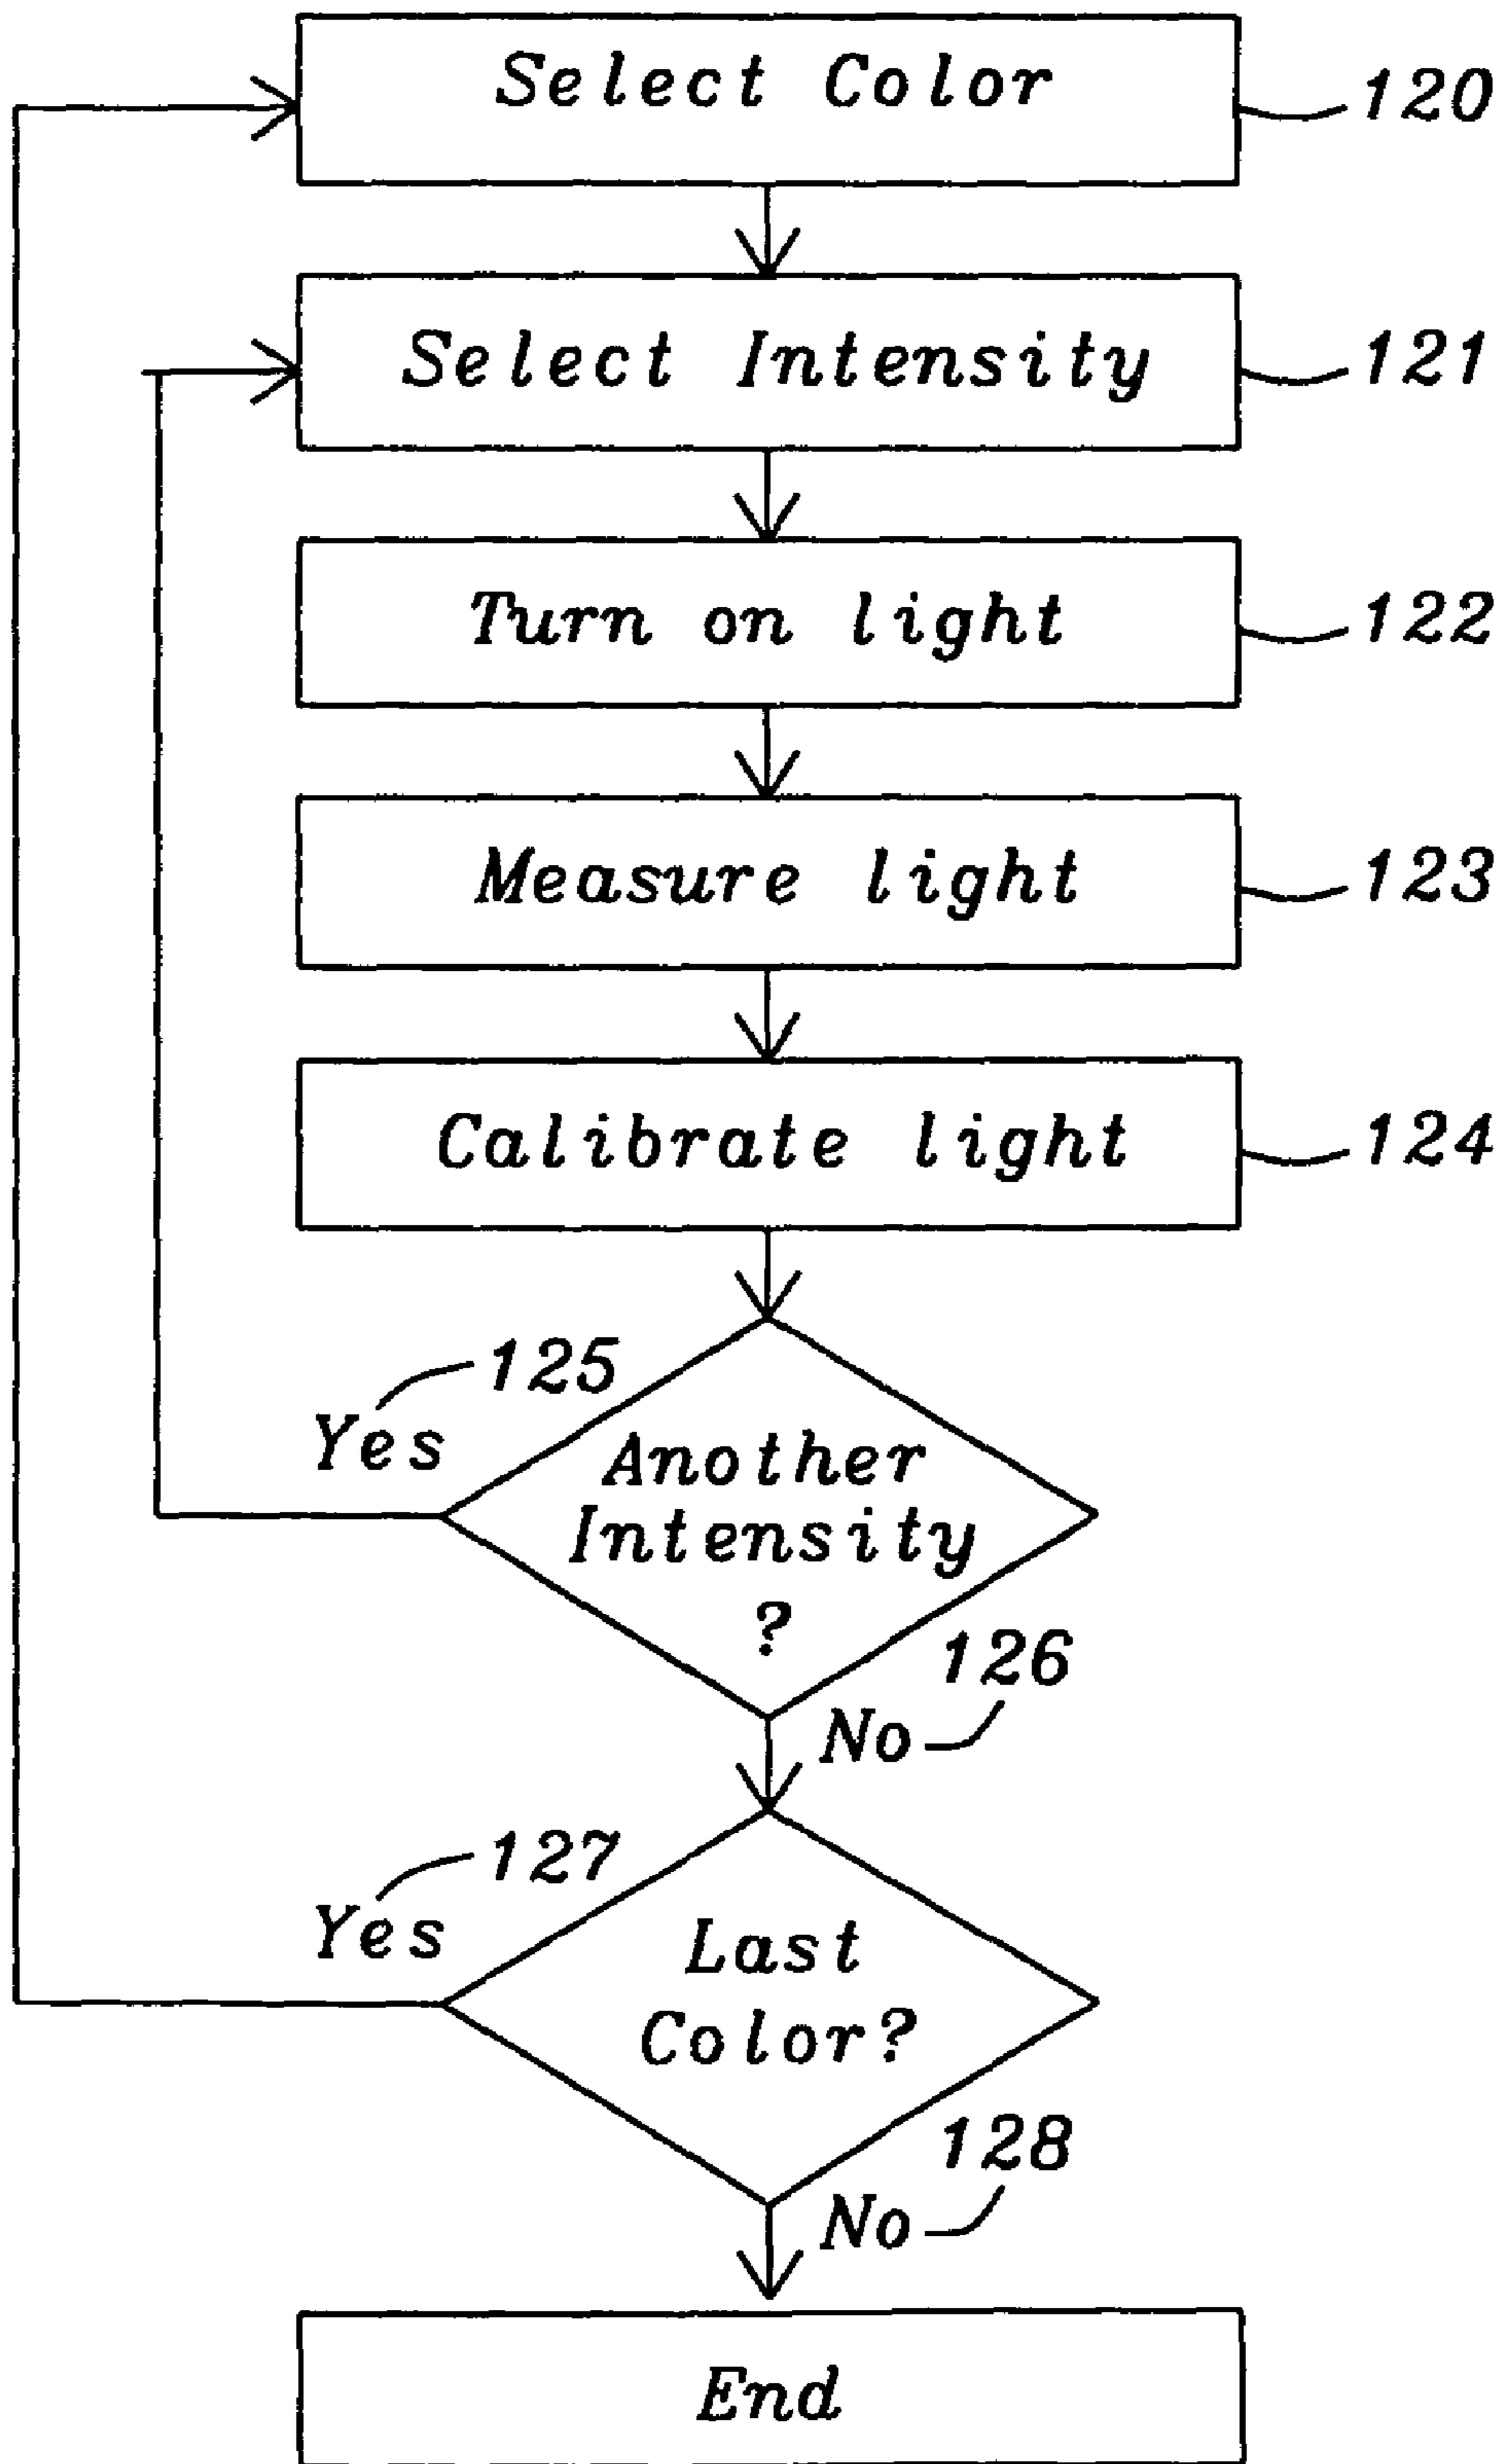 Select Color
120
Select Intensity
121
Turn on light
122
Measure light
123
Calibrate light
124
125
Yes
Another
Intensity
?
126
No
127
Yes
Last
Color?
128
No
End